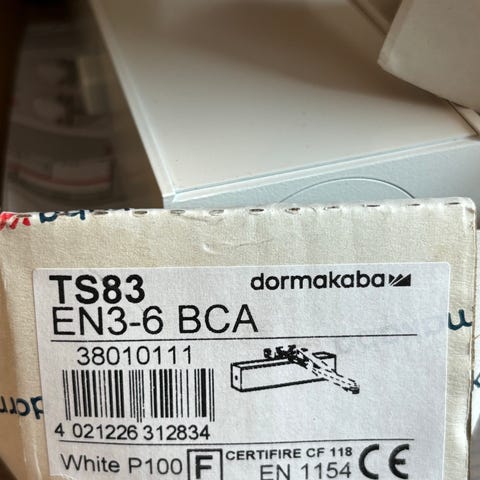 TS83
dormakaba
EN3-6 BCA
38010111
4 021226 312834
White P100 F CERTIFIRE CF 118
EN 1154 CE